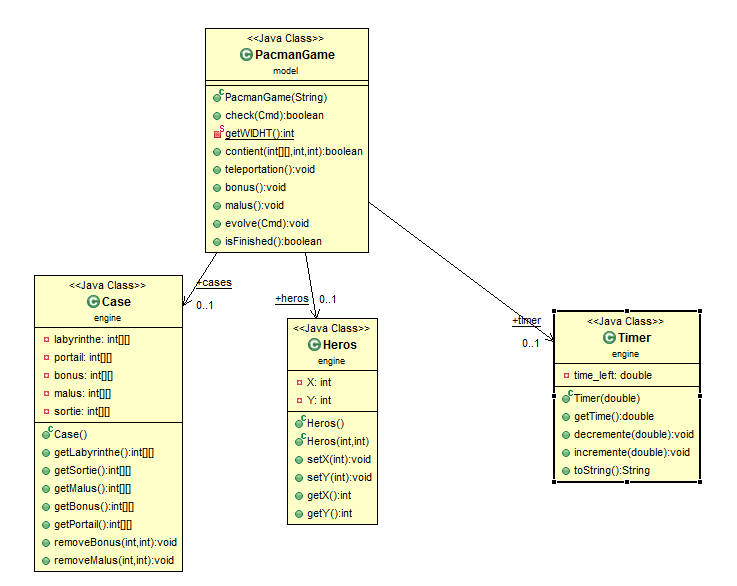 <<Java Class>>
PacmanGame
model
PacmanGame(String)
check(Cmd):boolean
getWIDHT():int
contient(int[][],int,int):boolean
teleportation():void
bonus():void
malus():void
evolve(Cmd):void
isFinished():boolean
+cases
0..1
+heros
0..1
+timer
0..1
<<Java Class>>
Case
engine
labyrinthe: int[][]
portail: int[][]
bonus: int[][]
malus: int[][]
sortie: int[][]
Case()
getLabyrinthe():int[][]
getSortie():int[][]
getMalus():int[][]
getBonus():int[][]
getPortail():int[][]
removeBonus(int,int):void
removeMalus(int,int):void
<<Java Class>>
Heros
engine
X: int
Y: int
Heros()
Heros(int,int)
setX(int):void
setY(int):void
getX():int
getY():int
<<Java Class>>
Timer
engine
time_left: double
Timer(double)
getTime():double
decremente(double):void
incremente(double):void
toString():String